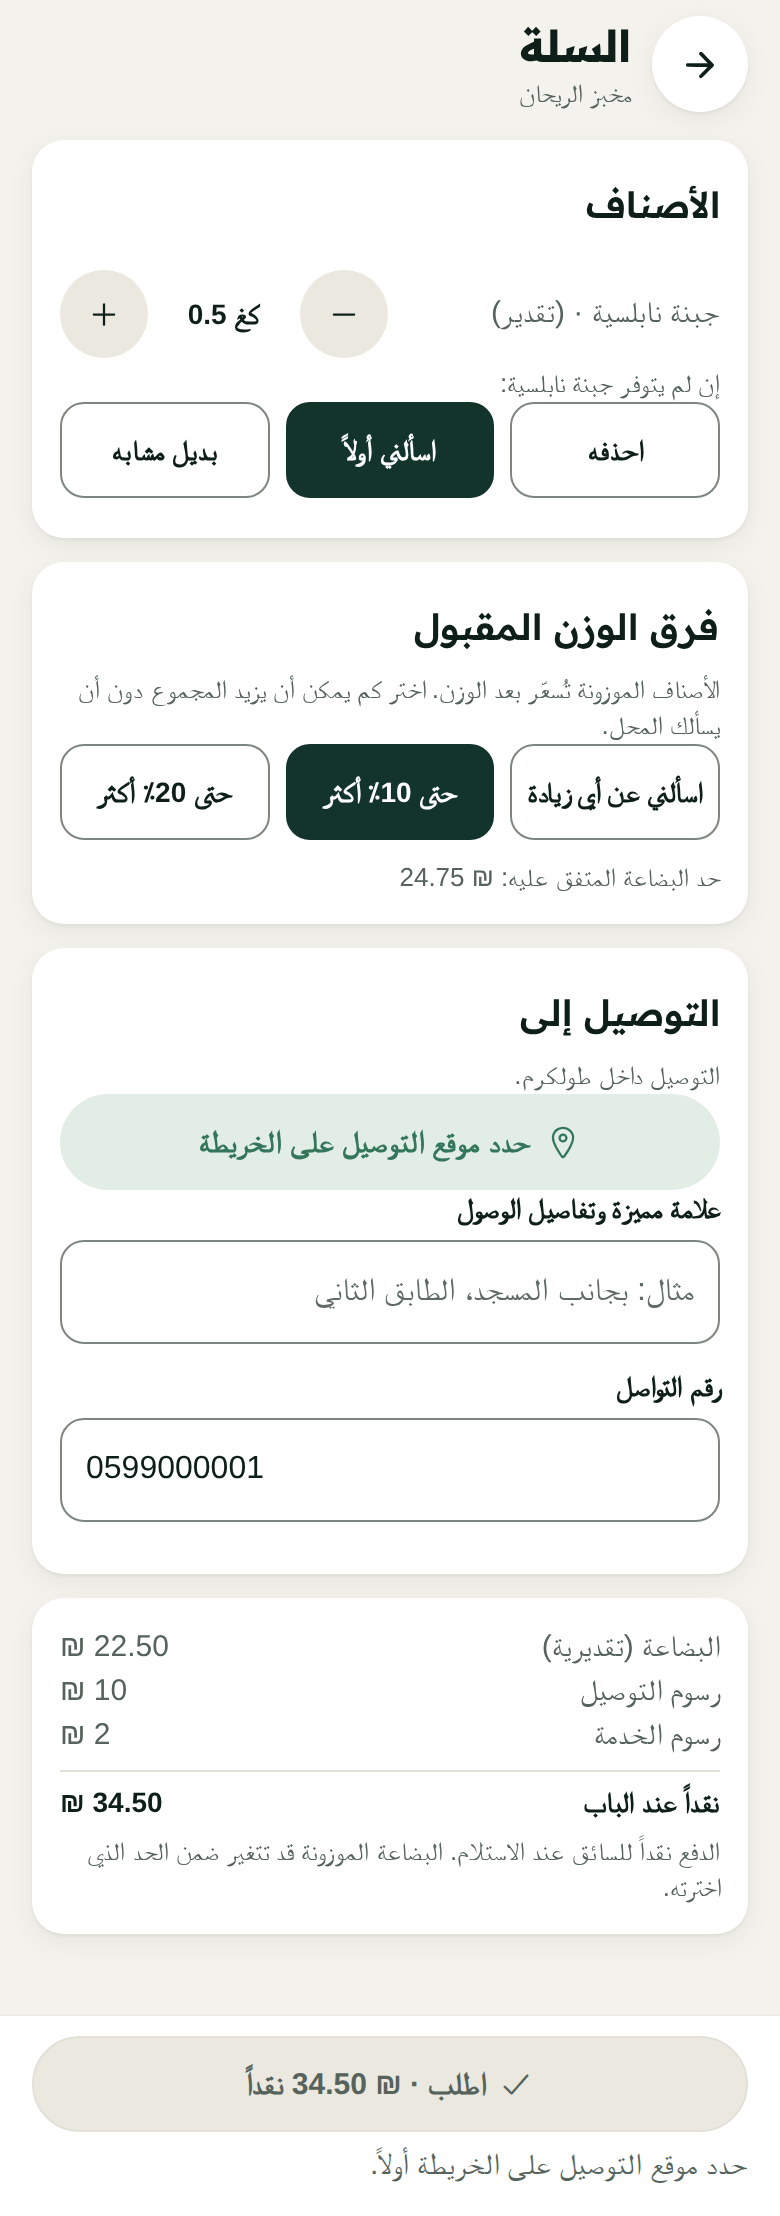 السلة
مخبز الريحان
الأصناف
جبنة نابلسية · (تقدير)
0.5 كغ
إن لم يتوفر جبنة نابلسية:
احذفه
اسألني أولاً
بديل مشابه
فرق الوزن المقبول
الأصناف الموزونة تُسعّر بعد الوزن. اختر كم يمكن أن يزيد المجموع دون أن
يسألك المحل.
اسألني عن أي زيادة
حتى 10٪ أكثر
حتى 20٪ أكثر
حد البضاعة المتفق عليه: 24.75 ₪
التوصيل إلى
التوصيل داخل طولكرم.
حدد موقع التوصيل على الخريطة
علامة مميزة وتفاصيل الوصول
مثال: بجانب المسجد، الطابق الثاني
رقم التواصل
0599000001
البضاعة (تقديرية) 22.50 ₪
رسوم التوصيل 10 ₪
رسوم الخدمة 2 ₪
نقداً عند الباب 34.50 ₪
الدفع نقداً للسائق عند الاستلام. البضاعة الموزونة قد تتغير ضمن الحد الذي
اخترته.
اطلب · 34.50 ₪ نقداً
حدد موقع التوصيل على الخريطة أولاً.